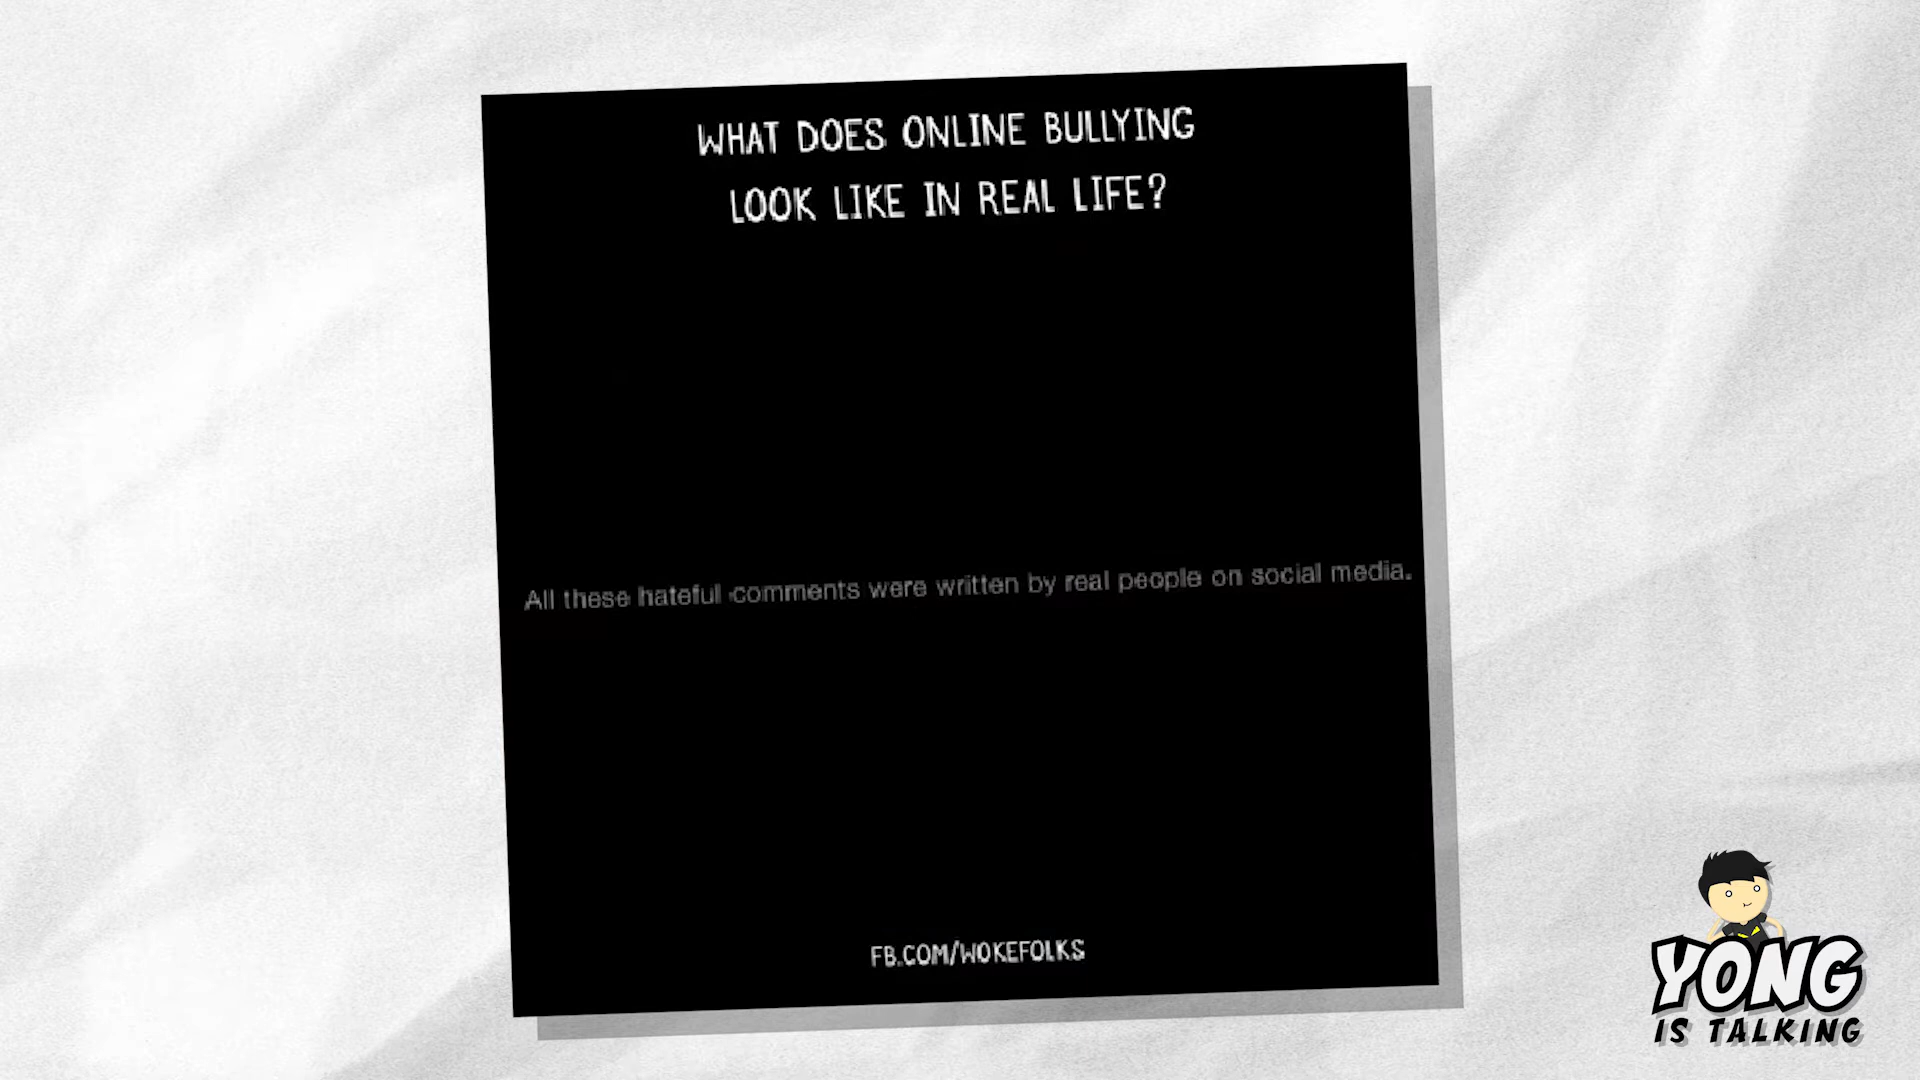 WHAT DOES ONLINE BULLYING
LOOK LIKE IN REAL LIFE?
All these hateful comments were written by real people on social media.
FB.COM/WOKEFOLKS
YONG
IS TALKING